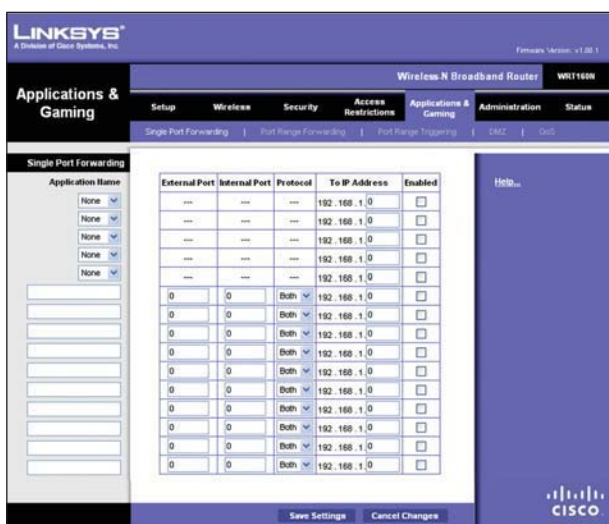 LINKSYS®
A Division of Cisco Systems, Inc.
Firmware Version: v1.00.1
Wireless-N Broadband Router WRT160N
Applications & Gaming
Setup Wireless Security Access Restrictions Applications & Gaming Administration Status
Single Port Forwarding | Port Range Forwarding | Port Range Triggering | DMZ | QoS
Single Port Forwarding
Application Name
External Port Internal Port Protocol To IP Address Enabled
Help...
None --- --- --- 192 . 168 . 1. 0
None --- --- --- 192 . 168 . 1. 0
None --- --- --- 192 . 168 . 1. 0
None --- --- --- 192 . 168 . 1. 0
None --- --- --- 192 . 168 . 1. 0
0 0 Both 192 . 168 . 1. 0
0 0 Both 192 . 168 . 1. 0
0 0 Both 192 . 168 . 1. 0
0 0 Both 192 . 168 . 1. 0
0 0 Both 192 . 168 . 1. 0
0 0 Both 192 . 168 . 1. 0
0 0 Both 192 . 168 . 1. 0
0 0 Both 192 . 168 . 1. 0
0 0 Both 192 . 168 . 1. 0
0 0 Both 192 . 168 . 1. 0
Save Settings Cancel Changes
CISCO